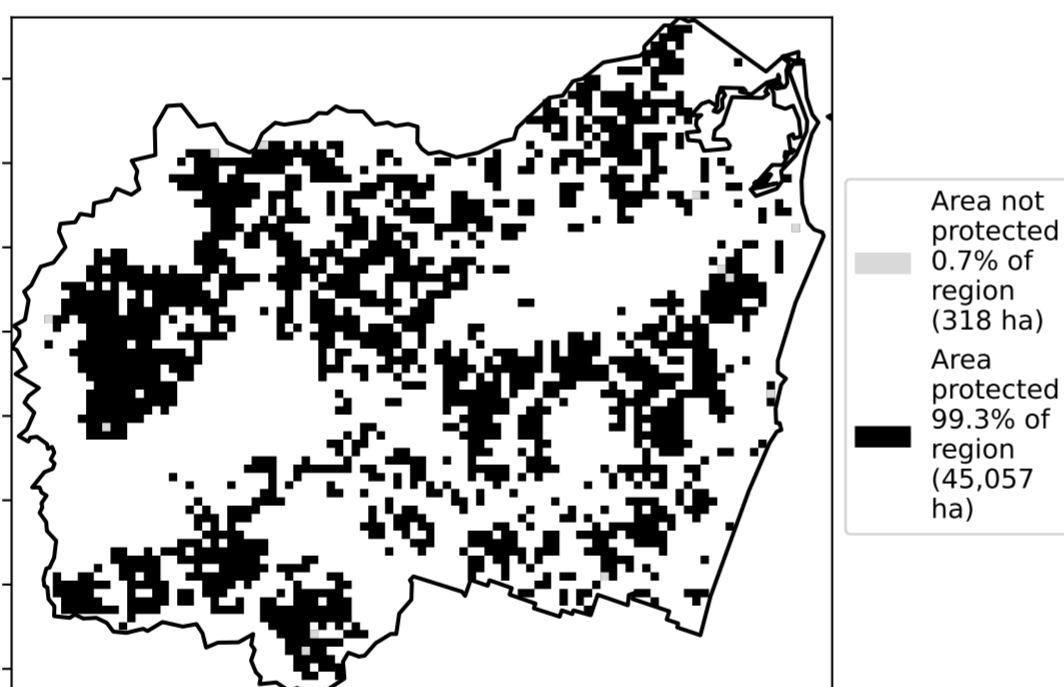 Area not
protected
0.7% of
region
(318 ha)
Area
protected
99.3% of
region
(45,057
ha)